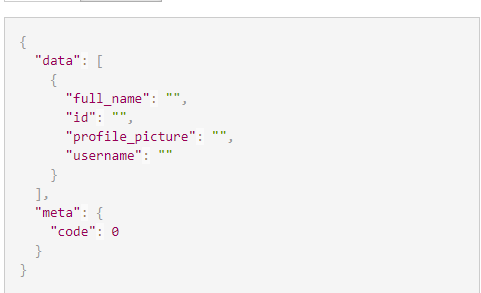 {
"data": [
{
"full_name": "",
"id": "",
"profile_picture": "",
"username": ""
}
],
"meta": {
"code": 0
}
}